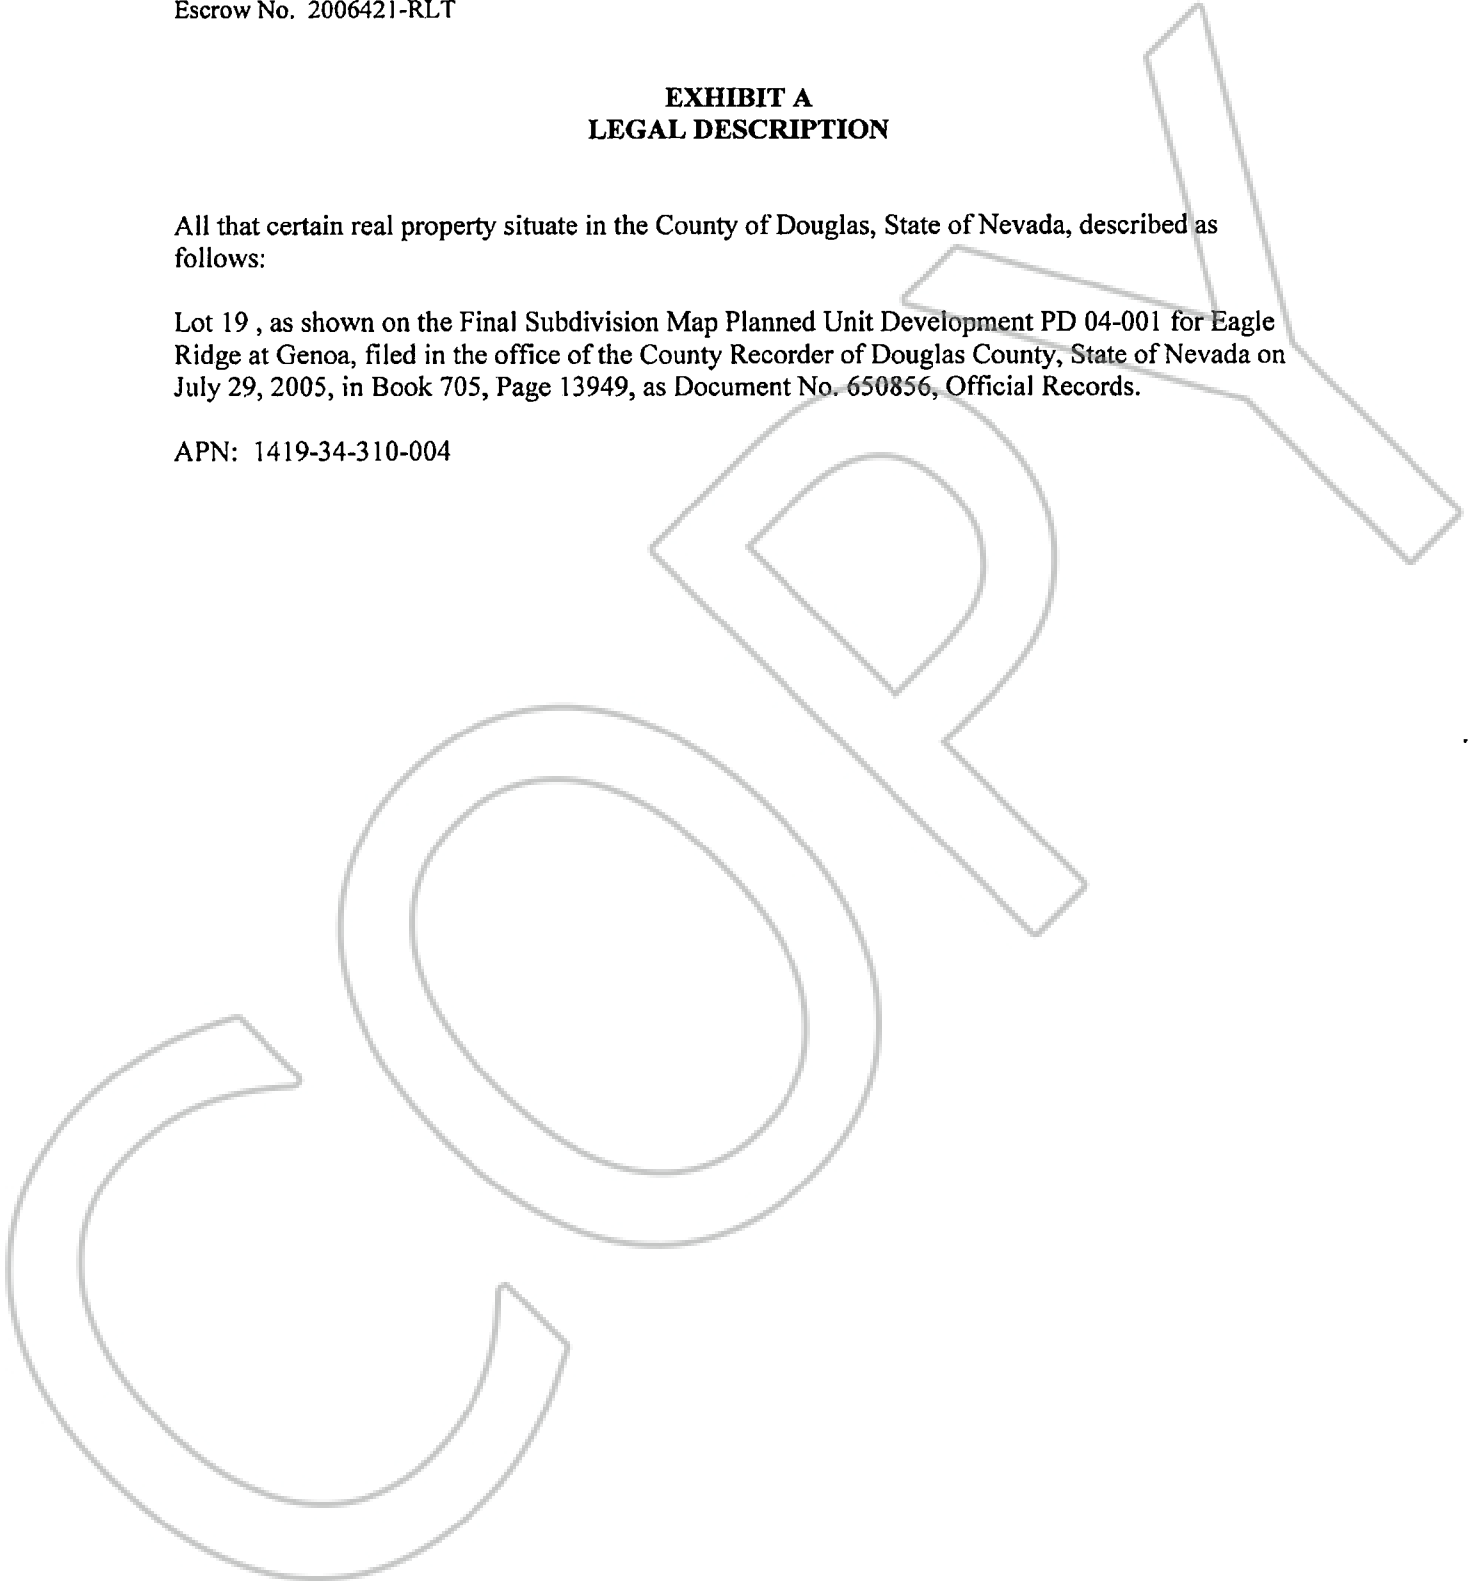 Escrow No. 2006421-RLT
EXHIBIT A
LEGAL DESCRIPTION
All that certain real property situate in the County of Douglas, State of Nevada, described as
follows:
Lot 19 , as shown on the Final Subdivision Map Planned Unit Development PD 04-001 for Eagle
Ridge at Genoa, filed in the office of the County Recorder of Douglas County, State of Nevada on
July 29, 2005, in Book 705, Page 13949, as Document No. 650856, Official Records.
APN: 1419-34-310-004
COPY